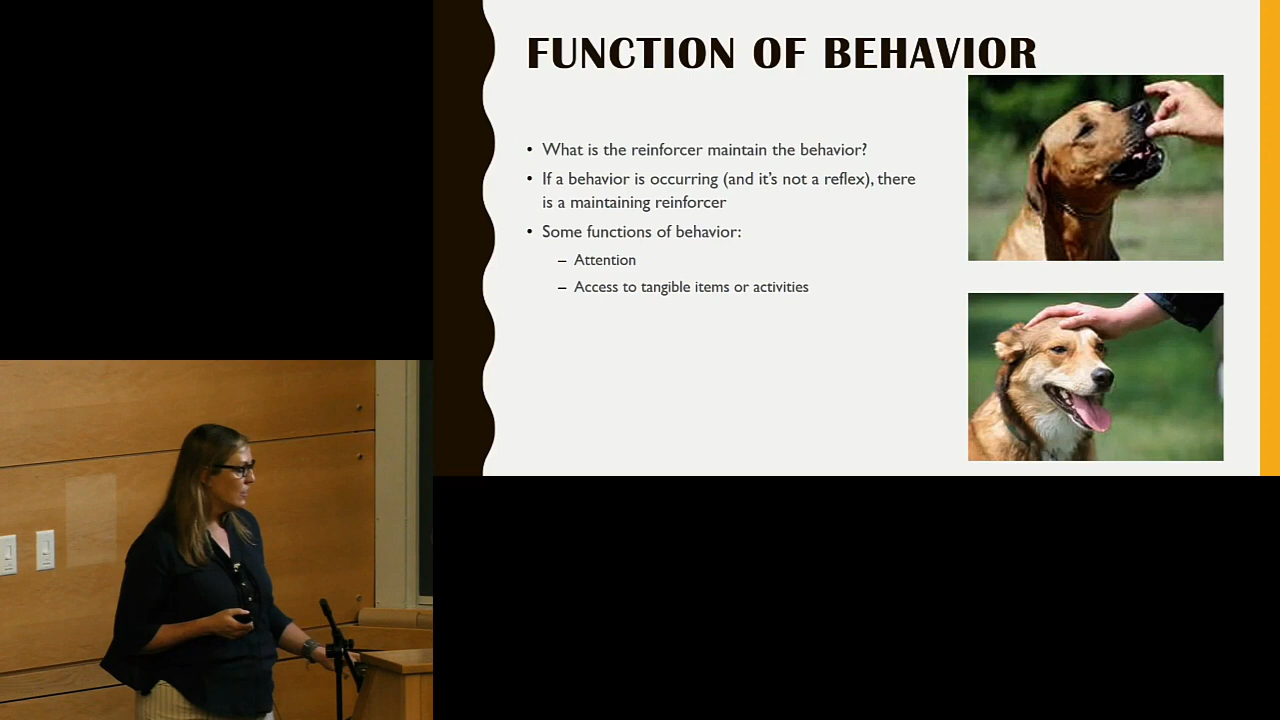 FUNCTION OF BEHAVIOR
• What is the reinforcer maintain the behavior?
• If a behavior is occurring (and it's not a reflex), there
is a maintaining reinforcer
• Some functions of behavior:
– Attention
– Access to tangible items or activities